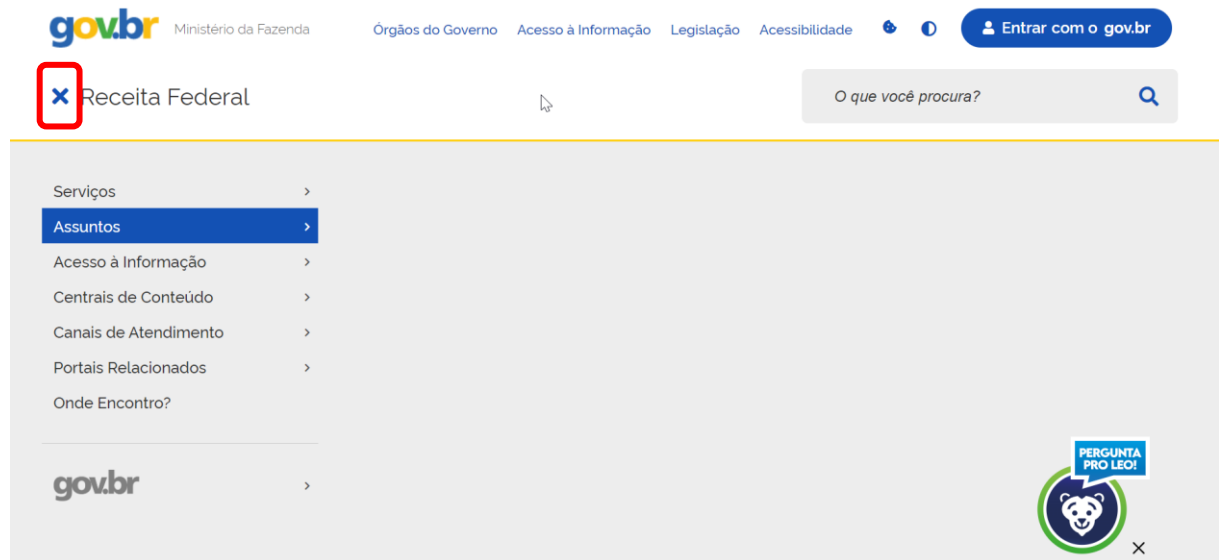 gov.br Ministério da Fazenda Órgãos do Governo Acesso à Informação Legislação Acessibilidade Entrar com o gov.br
Receita Federal O que você procura?
Serviços
Assuntos
Acesso à Informação
Centrais de Conteúdo
Canais de Atendimento
Portais Relacionados
Onde Encontro?
gov.br
PERGUNTA
PRO LEO!